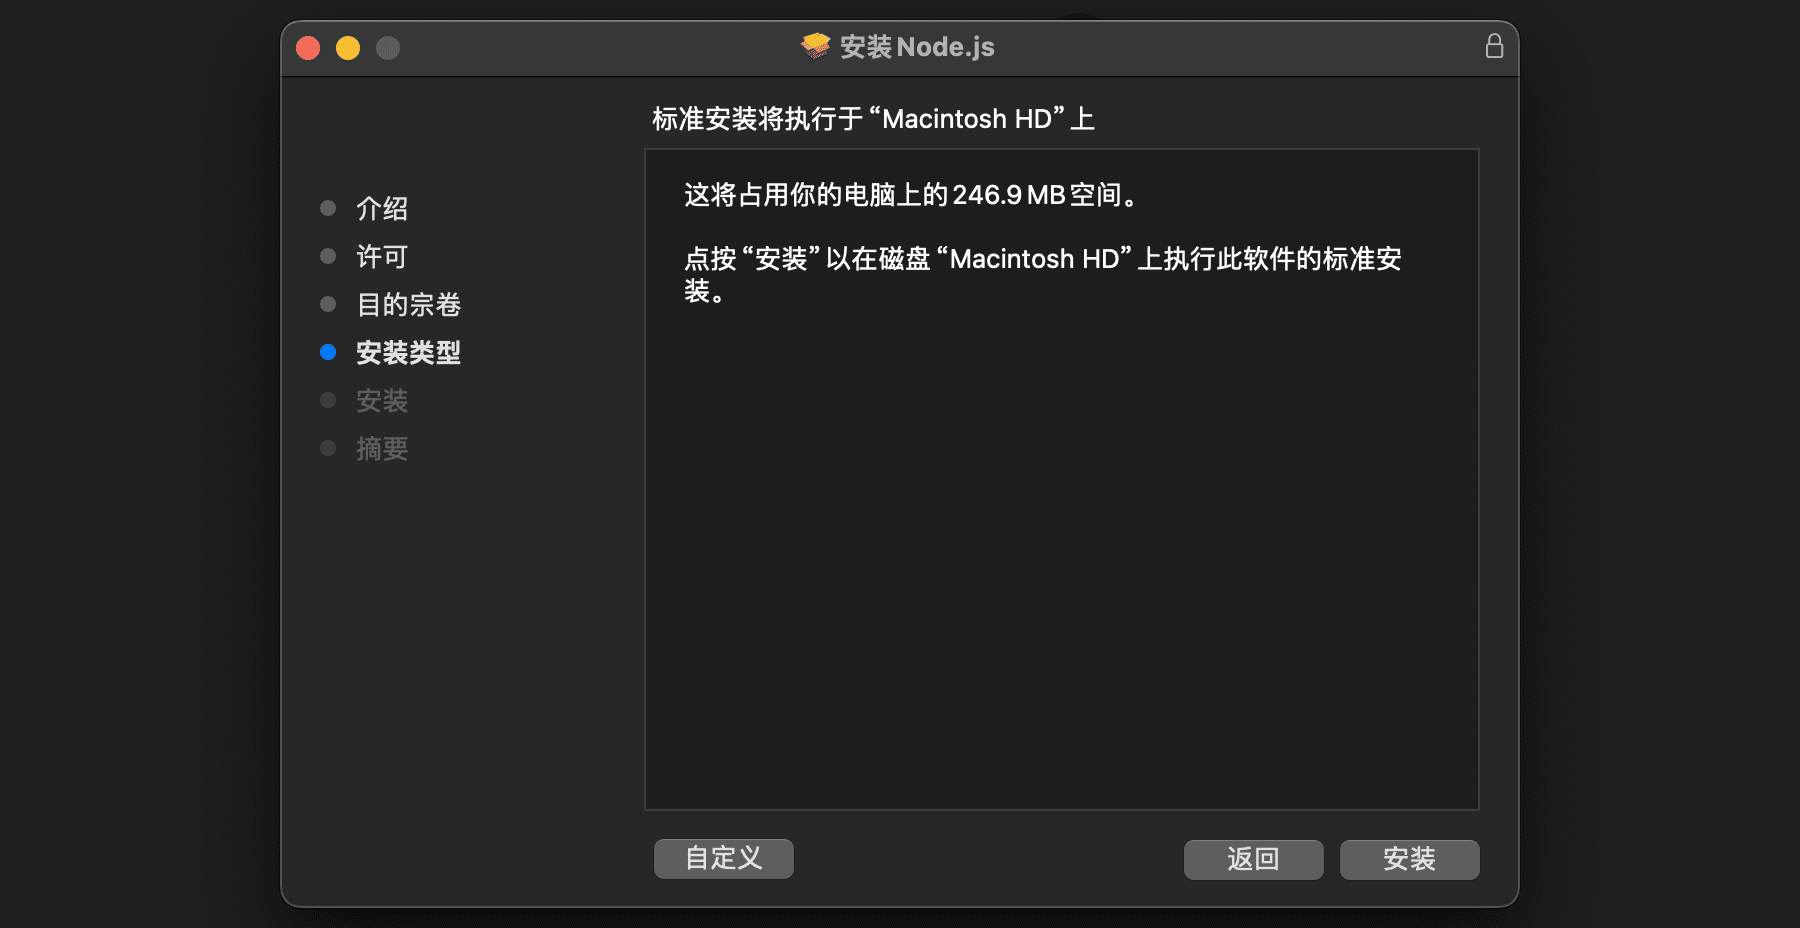 安装Node.js
标准安装将执行于“Macintosh HD”上
介绍
许可
目的宗卷
安装类型
安装
摘要
这将占用你的电脑上的246.9 MB空间。
点按“安装”以在磁盘“Macintosh HD”上执行此软件的标准安
装。
自定义
返回
安装